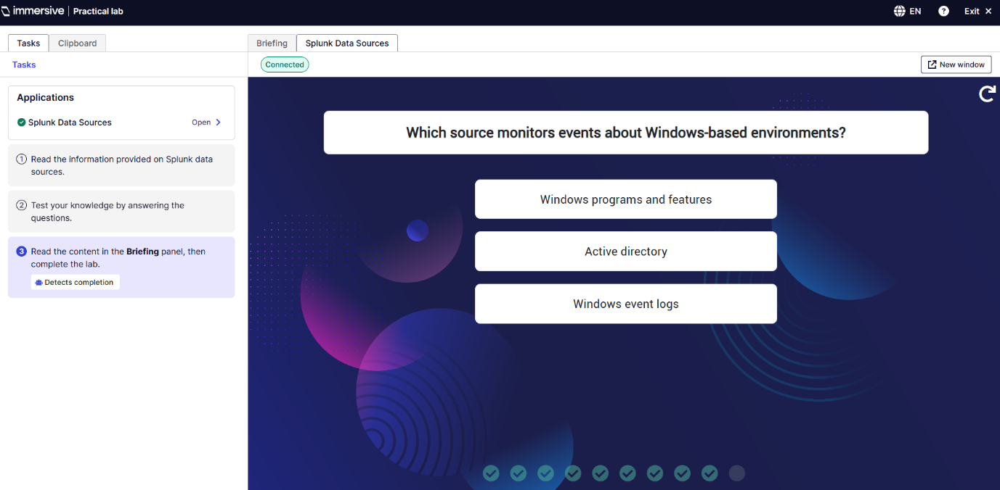 immersive | Practical lab
EN
?
Exit
Tasks
Clipboard
Briefing
Splunk Data Sources
Tasks
Connected
New window
Applications
Splunk Data Sources
Open
1 Read the information provided on Splunk data
sources.
2 Test your knowledge by answering the
questions.
3 Read the content in the Briefing panel, then
complete the lab.
Detects completion
Which source monitors events about Windows-based environments?
Windows programs and features
Active directory
Windows event logs